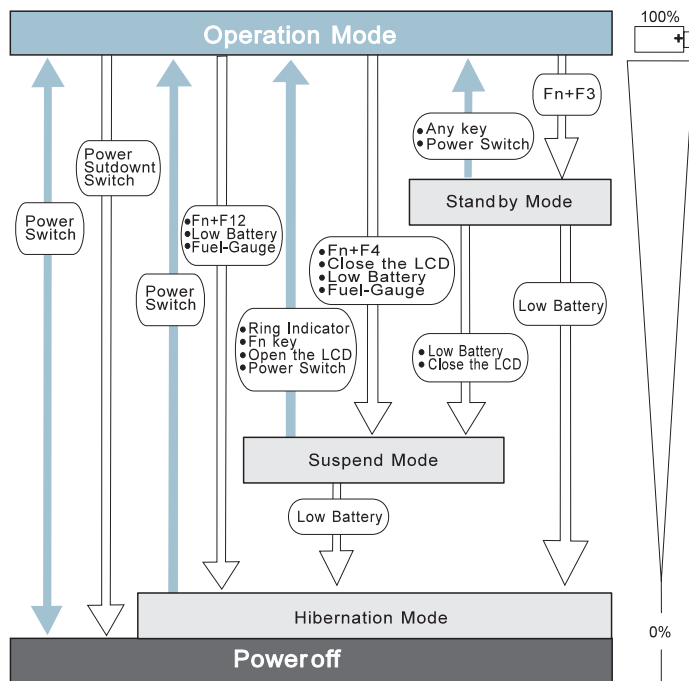 100%
Operation Mode
+
Fn+F3
• Any key
• Power Switch
Power
Sutdownt
Switch
Standby Mode
Power
Switch
•Fn+F12
•Low Battery
•Fuel-Gauge
•Fn+F4
•Close the LCD
•Low Battery
•Fuel-Gauge
Power
Switch
Low Battery
•Ring Indicator
•Fn key
•Open the LCD
•Power Switch
• Low Battery
• Close the LCD
Suspend Mode
Low Battery
Hibernation Mode
0%
Power off